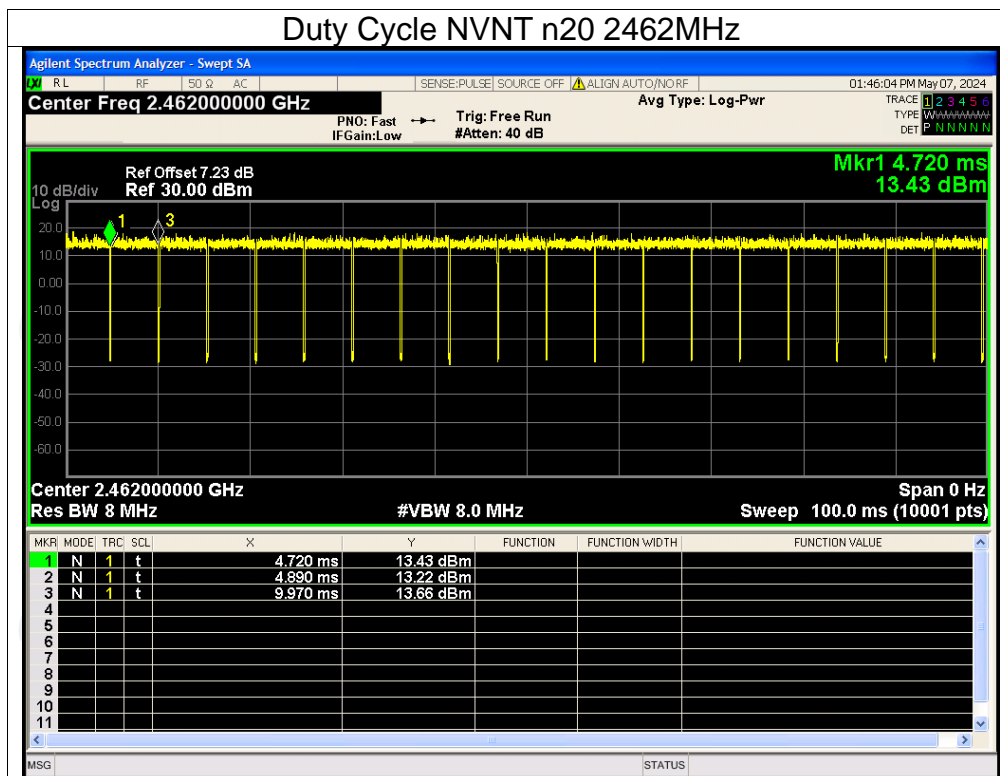 Duty Cycle NVNT n20 2462MHz
Agilent Spectrum Analyzer - Swept SA
LXI RL RF 50 Ω AC SENSE:PULSE SOURCE OFF ALIGN AUTO/NO RF 01:46:04 PM May 07, 2024
Center Freq 2.462000000 GHz
PNO: Fast
IFGain:Low
Trig: Free Run
#Atten: 40 dB
Avg Type: Log-Pwr
TRACE 1 2 3 4 5 6
TYPE WWWWWW
DET P N N N N N
Mkr1 4.720 ms
13.43 dBm
Ref Offset 7.23 dB
10 dB/div Ref 30.00 dBm
Log
1 3
20.0
10.0
0.00
-10.0
-20.0
-30.0
-40.0
-50.0
-60.0
Center 2.462000000 GHz Span 0 Hz
Res BW 8 MHz #VBW 8.0 MHz Sweep 100.0 ms (10001 pts)
MKR MODE TRC SCL X Y FUNCTION FUNCTION WIDTH FUNCTION VALUE
1 N 1 t 4.720 ms 13.43 dBm
2 N 1 t 4.890 ms 13.22 dBm
3 N 1 t 9.970 ms 13.66 dBm
4
5
6
7
8
9
10
11
MSG STATUS